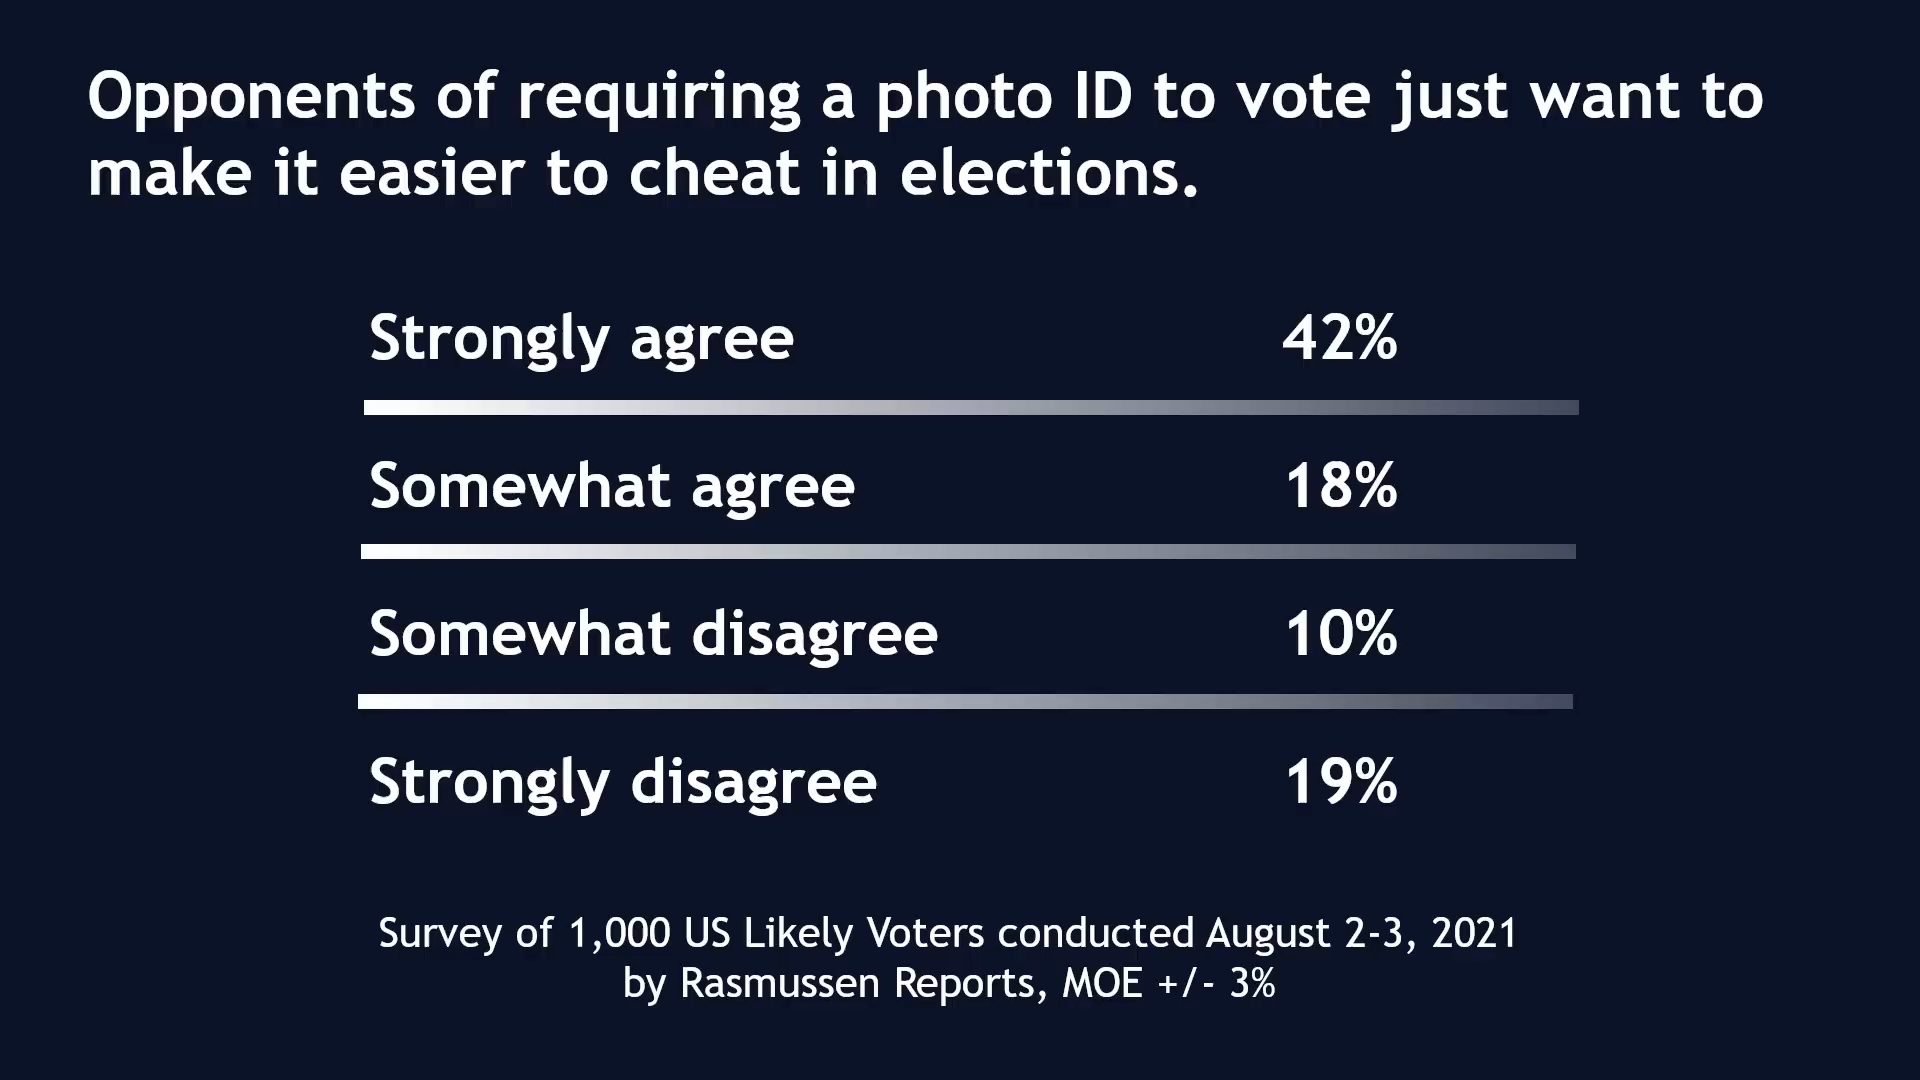 Opponents of requiring a photo ID to vote just want to
make it easier to cheat in elections.
Strongly agree 42%
Somewhat agree 18%
Somewhat disagree 10%
Strongly disagree 19%
Survey of 1,000 US Likely Voters conducted August 2-3, 2021
by Rasmussen Reports, MOE +/- 3%